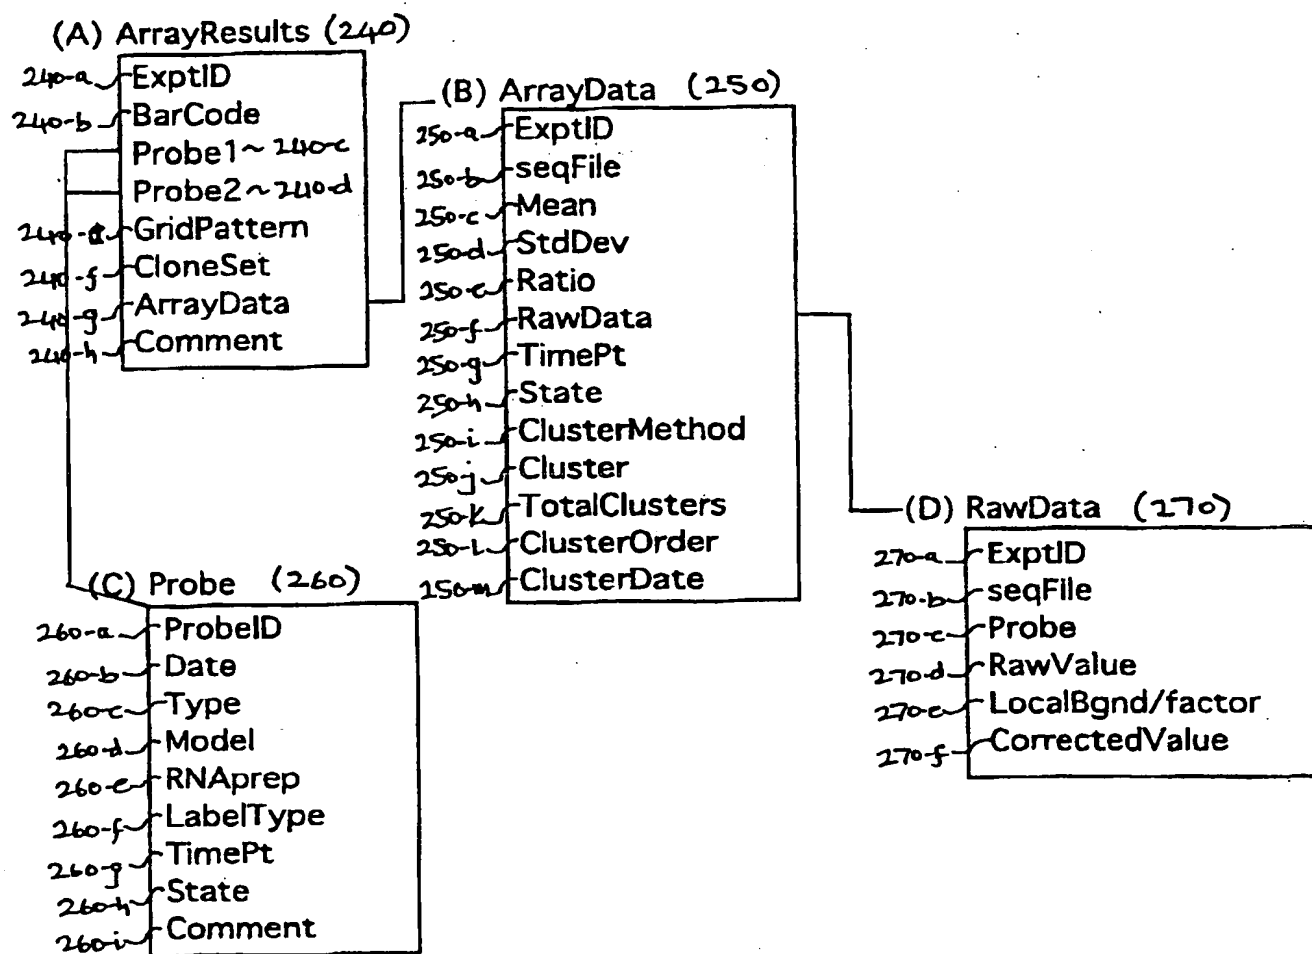 (A) ArrayResults (240)
240-a ExptID
240-b BarCode
Probe1 ~ 240-c
Probe2 ~ 240-d
GridPattern
240-f CloneSet
240-g ArrayData
240-h Comment
(B) ArrayData (250)
250-a ExptID
250-b seqFile
250-c Mean
250-d StdDev
250-e Ratio
250-f RawData
250-g TimePt
250-h State
250-i ClusterMethod
250-j Cluster
250-k TotalClusters
250-l ClusterOrder
250-m ClusterDate
(C) Probe (260)
260-a ProbeID
260-b Date
260-c Type
260-d Model
260-e RNAprep
260-f LabelType
260-g TimePt
260-h State
260-i Comment
(D) RawData (270)
270-a ExptID
270-b seqFile
270-c Probe
270-d RawValue
270-e LocalBgnd/factor
270-f CorrectedValue